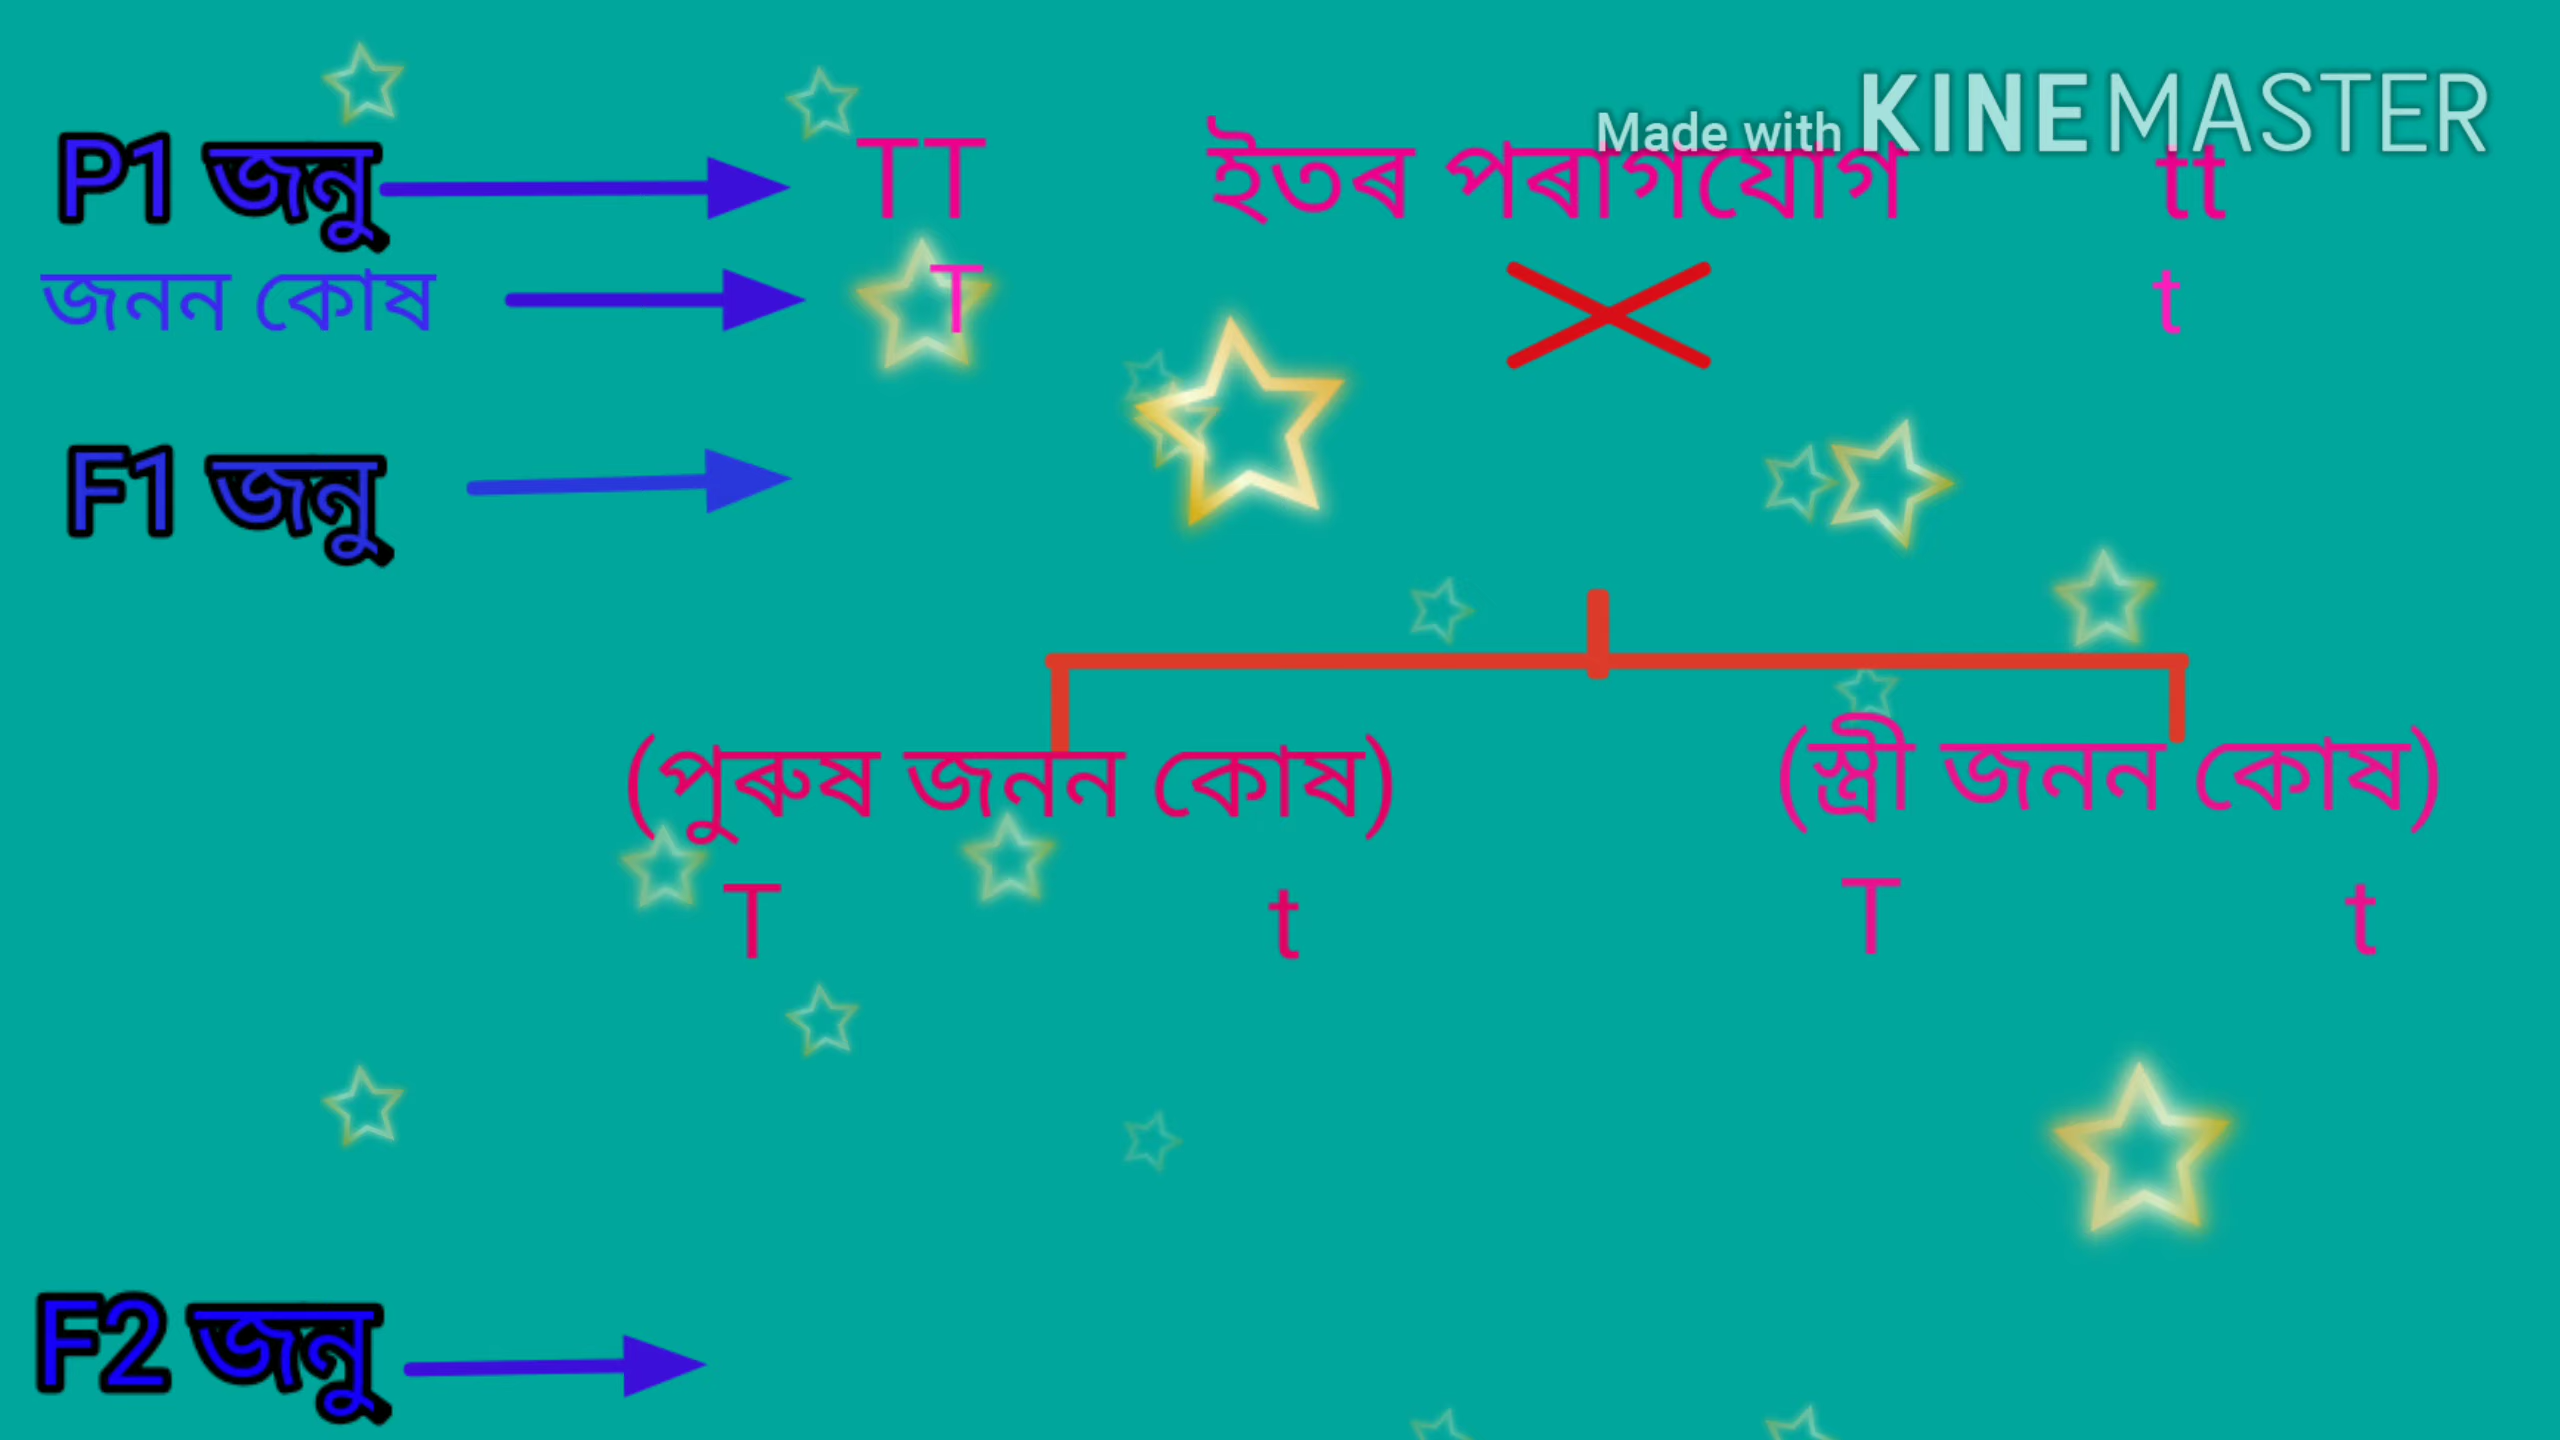 Made with KINEMASTER
P1 জনু TT ইতৰ পৰাগযোগ tt
জনন কোষ T t
F1 জনু
(পুৰুষ জনন কোষ) (স্ত্ৰী জনন কোষ)
T t T t
F2 জনু